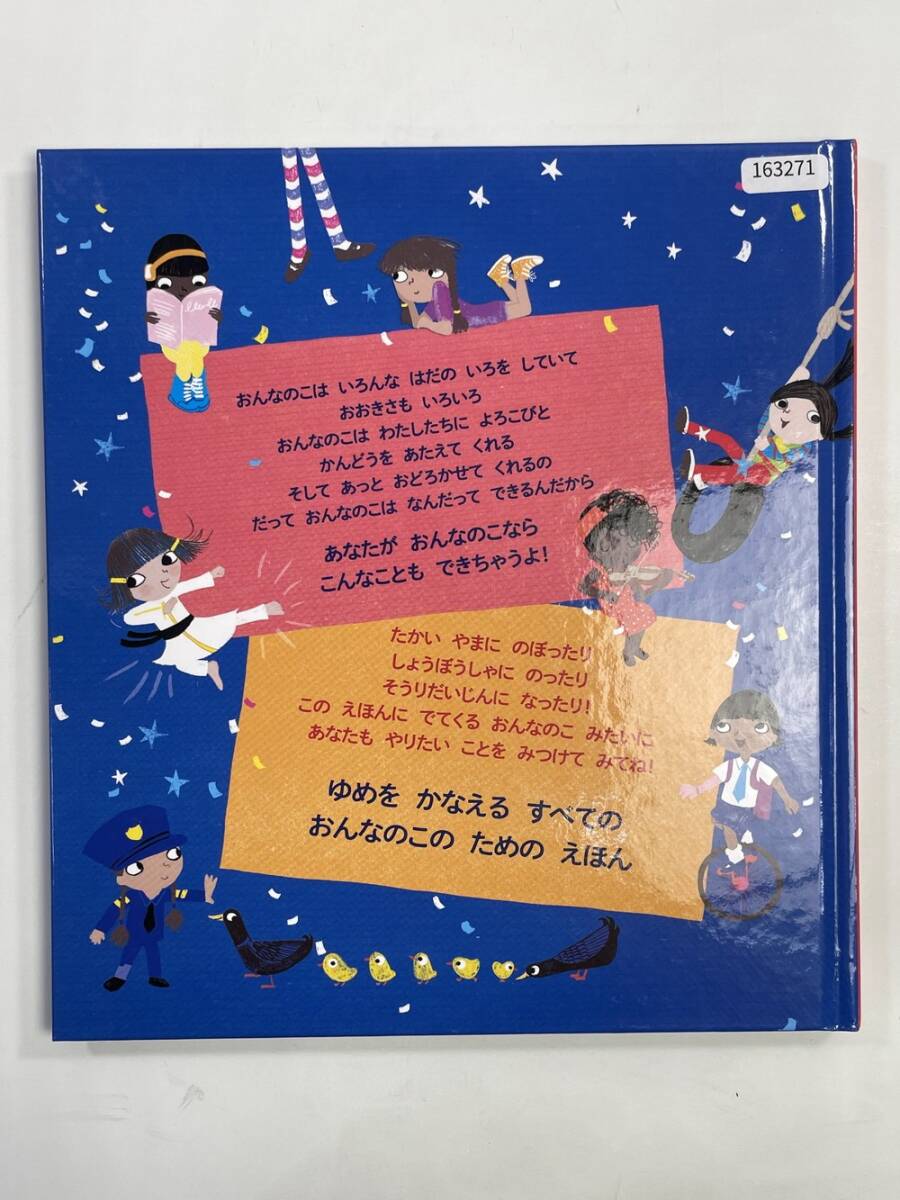 163271
おんなのこは いろんな はだの いろを していて
おおきさも いろいろ
おんなのこは わたしたちに よろこびと
かんどうを あたえて くれる
そして あっと おどろかせて くれるの
だって おんなのこは なんだって できるんだから
あなたが おんなのこなら
こんなことも できちゃうよ!
たかい やまに のぼったり
しょうぼうしゃに のったり
そうりだいじんに なったり!
この えほんに でてくる おんなのこ みたいに
あなたも やりたい ことを みつけて みてね!
ゆめを かなえる すべての
おんなのこの ための えほん